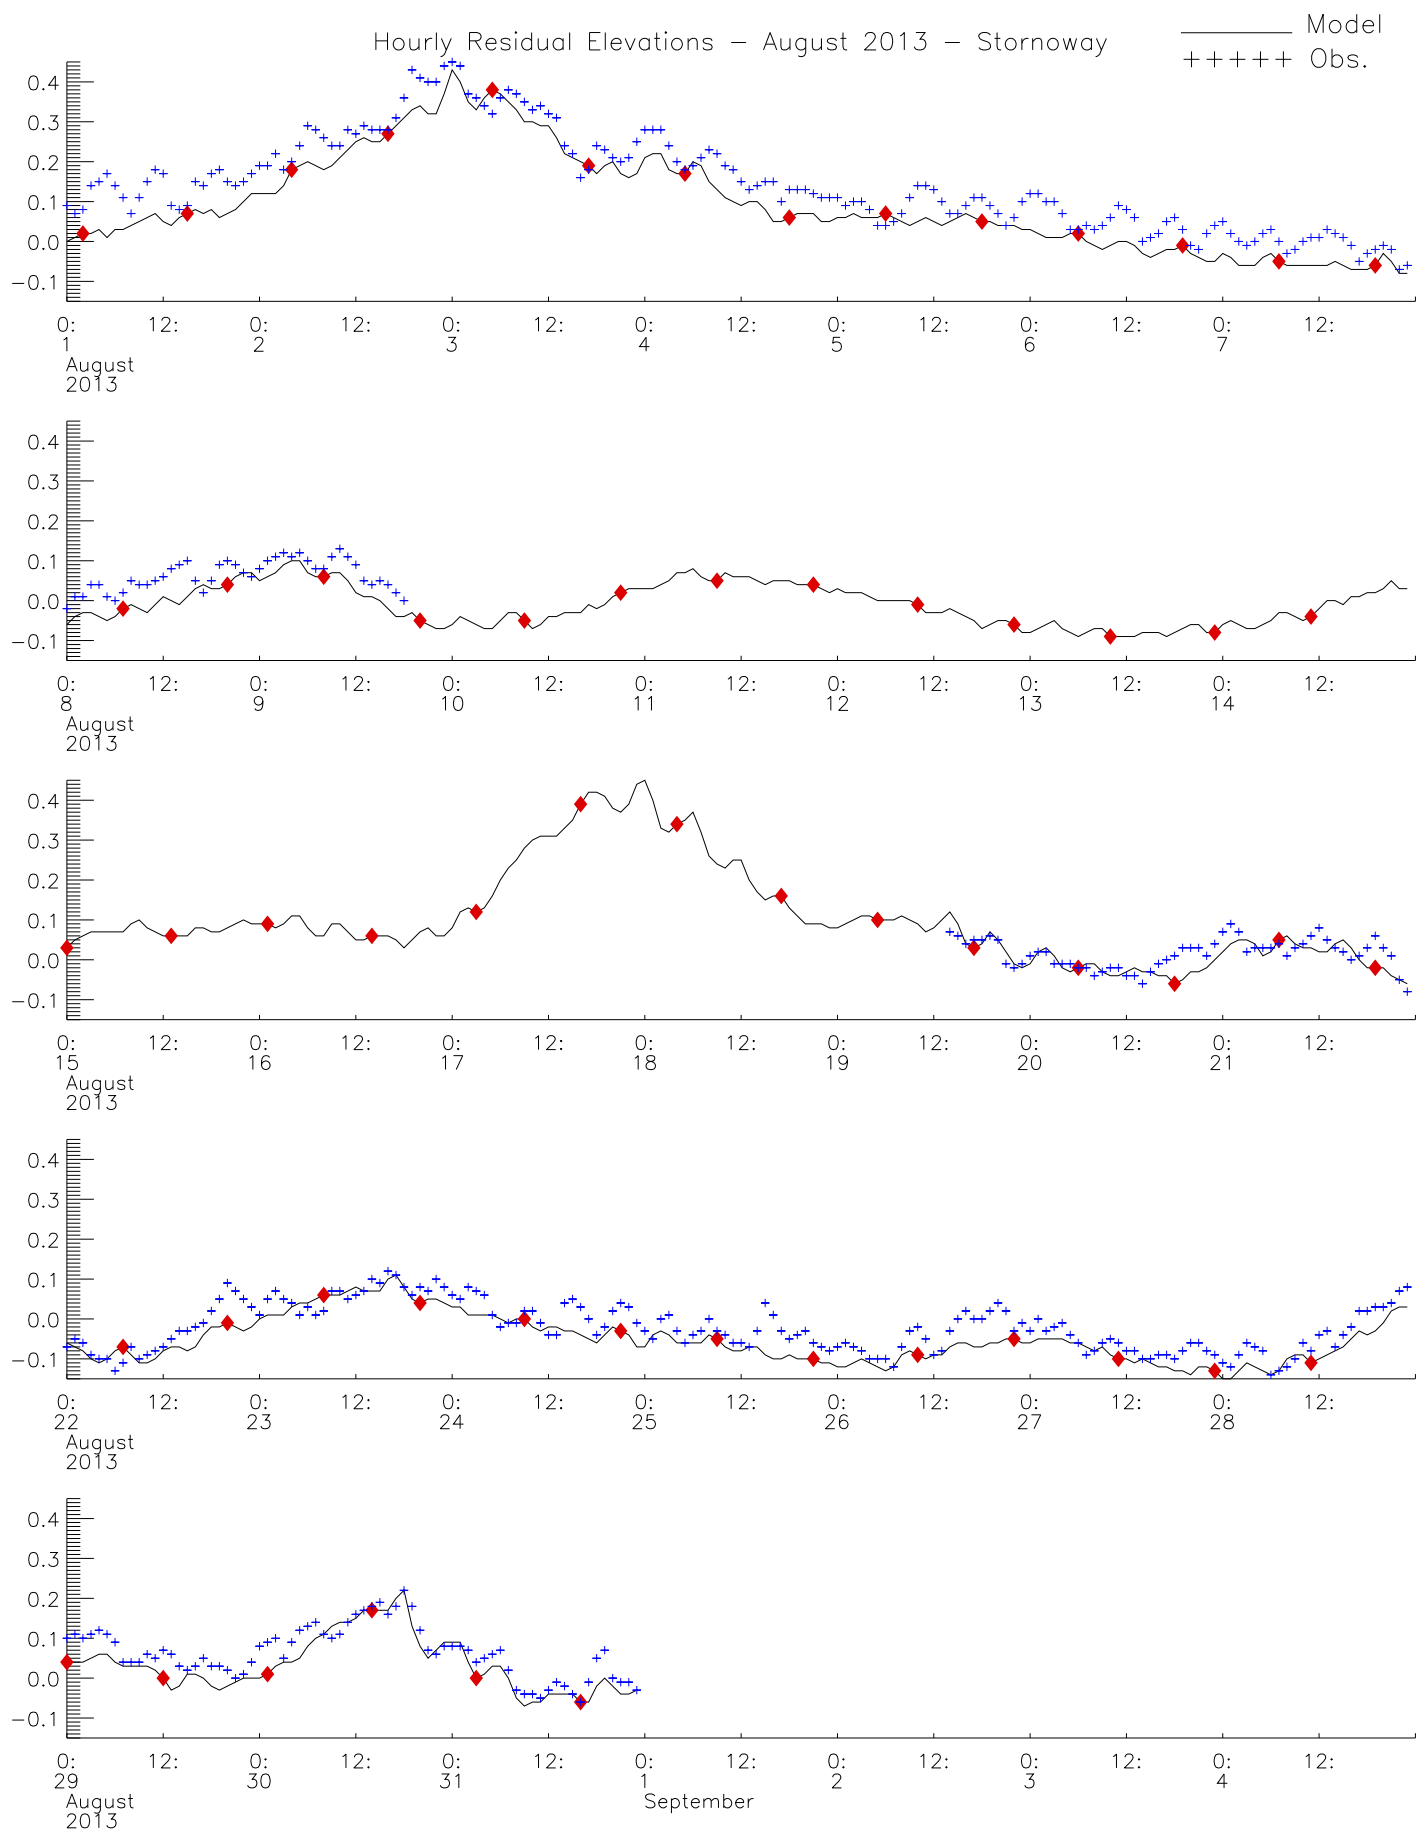 Hourly Residual Elevations − August 2013 − Stornoway
Model
+++++ Obs.
0.4
0.3
0.2
0.1
0.0
−0.1
0: 12: 0: 12: 0: 12: 0: 12: 0: 12: 0: 12: 0: 12:
1 2 3 4 5 6 7
August
2013
0.4
0.3
0.2
0.1
0.0
−0.1
0: 12: 0: 12: 0: 12: 0: 12: 0: 12: 0: 12: 0: 12:
8 9 10 11 12 13 14
August
2013
0.4
0.3
0.2
0.1
0.0
−0.1
0: 12: 0: 12: 0: 12: 0: 12: 0: 12: 0: 12: 0: 12:
15 16 17 18 19 20 21
August
2013
0.4
0.3
0.2
0.1
0.0
−0.1
0: 12: 0: 12: 0: 12: 0: 12: 0: 12: 0: 12: 0: 12:
22 23 24 25 26 27 28
August
2013
0.4
0.3
0.2
0.1
0.0
−0.1
0: 12: 0: 12: 0: 12: 0: 12: 0: 12: 0: 12: 0: 12:
29 30 31 1 2 3 4
August September
2013